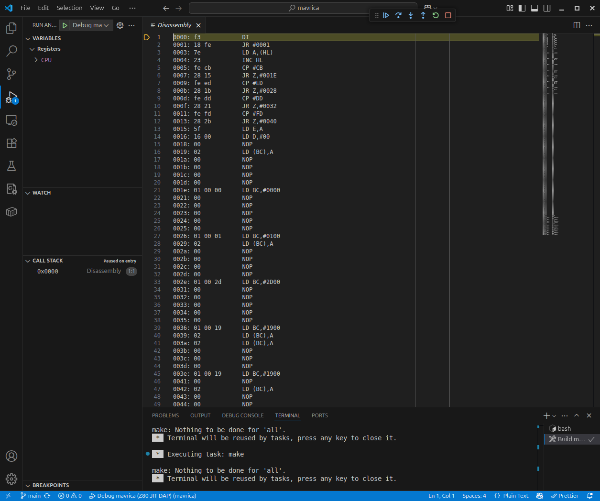 File Edit Selection View Go ···
mavrica
RUN AN... Debug ma
VARIABLES
Registers
CPU
WATCH
CALL STACK Paused on entry
0x0000 Disassembly 1:1
BREAKPOINTS
Disassembly
1 0000: f3 DI
2 0001: 18 fe JR #0001
3 0003: 7e LD A,(HL)
4 0004: 23 INC HL
5 0005: fe cb CP #CB
6 0007: 28 15 JR Z,#001E
7 0009: fe ed CP #ED
8 000b: 28 1b JR Z,#0028
9 000d: fe dd CP #DD
10 000f: 28 21 JR Z,#0032
11 0011: fe fd CP #FD
12 0013: 28 2b JR Z,#0040
13 0015: 5f LD E,A
14 0016: 16 00 LD D,#00
15 0018: 00 NOP
16 0019: 02 LD (BC),A
17 001a: 00 NOP
18 001b: 00 NOP
19 001c: 00 NOP
20 001d: 00 NOP
21 001e: 01 00 00 LD BC,#0000
22 0021: 00 NOP
23 0022: 00 NOP
24 0023: 00 NOP
25 0024: 00 NOP
26 0025: 00 NOP
27 0026: 01 00 01 LD BC,#0100
28 0029: 02 LD (BC),A
29 002a: 00 NOP
30 002b: 00 NOP
31 002c: 00 NOP
32 002d: 00 NOP
33 002e: 01 00 2d LD BC,#2D00
34 0031: 00 NOP
35 0032: 00 NOP
36 0033: 00 NOP
37 0034: 00 NOP
38 0035: 00 NOP
39 0036: 01 00 19 LD BC,#1900
40 0039: 02 LD (BC),A
41 003a: 02 LD (BC),A
42 003b: 00 NOP
43 003c: 00 NOP
44 003d: 00 NOP
45 003e: 01 00 19 LD BC,#1900
46 0041: 00 NOP
47 0042: 02 LD (BC),A
48 0043: 00 NOP
49 0044: 00 NOP
PROBLEMS OUTPUT DEBUG CONSOLE TERMINAL PORTS
make: Nothing to be done for 'all'.
* Terminal will be reused by tasks, press any key to close it.
* Executing task: make
make: Nothing to be done for 'all'.
* Terminal will be reused by tasks, press any key to close it.
bash
Build m...
main 0 0 Debug mavrica (Z80 JTI DAP) (mavrica) Ln 1, Col 1 Spaces: 4 {} Plain Text Prettier